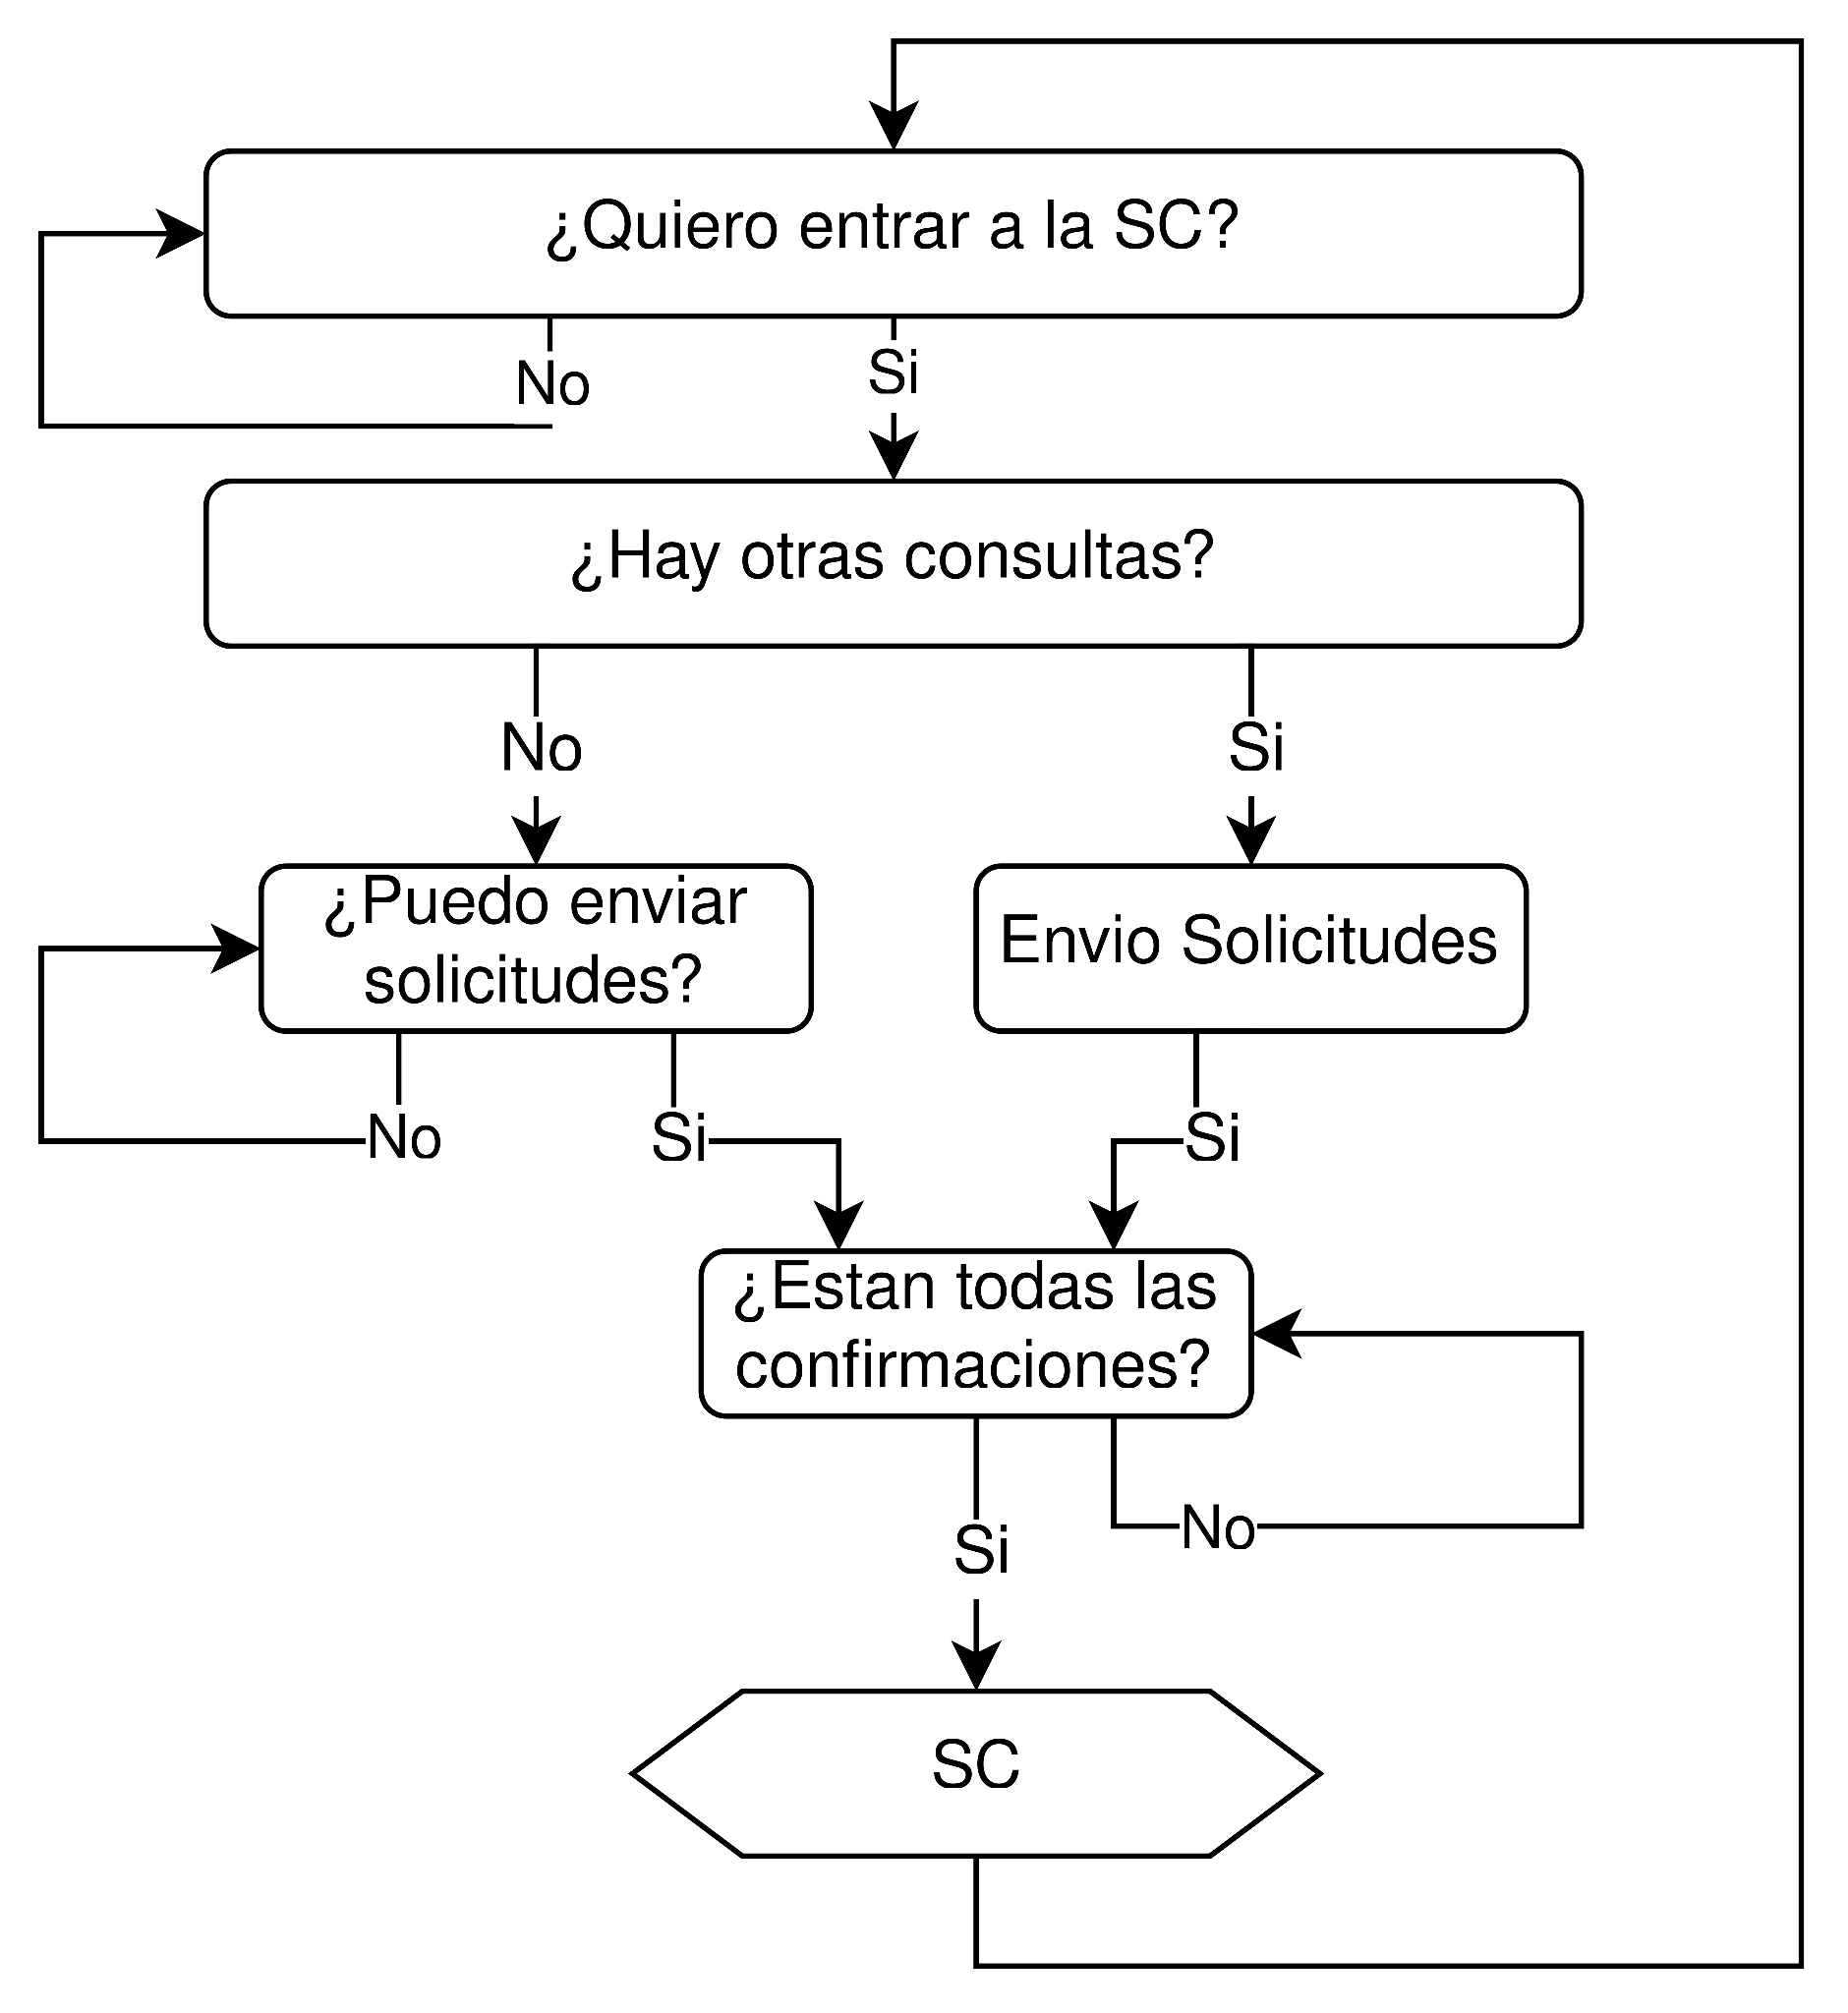 ¿Quiero entrar a la SC?
No
Si
¿Hay otras consultas?
No
Si
¿Puedo enviar
solicitudes?
Envio Solicitudes
No
Si
Si
¿Estan todas las
confirmaciones?
Si
No
SC